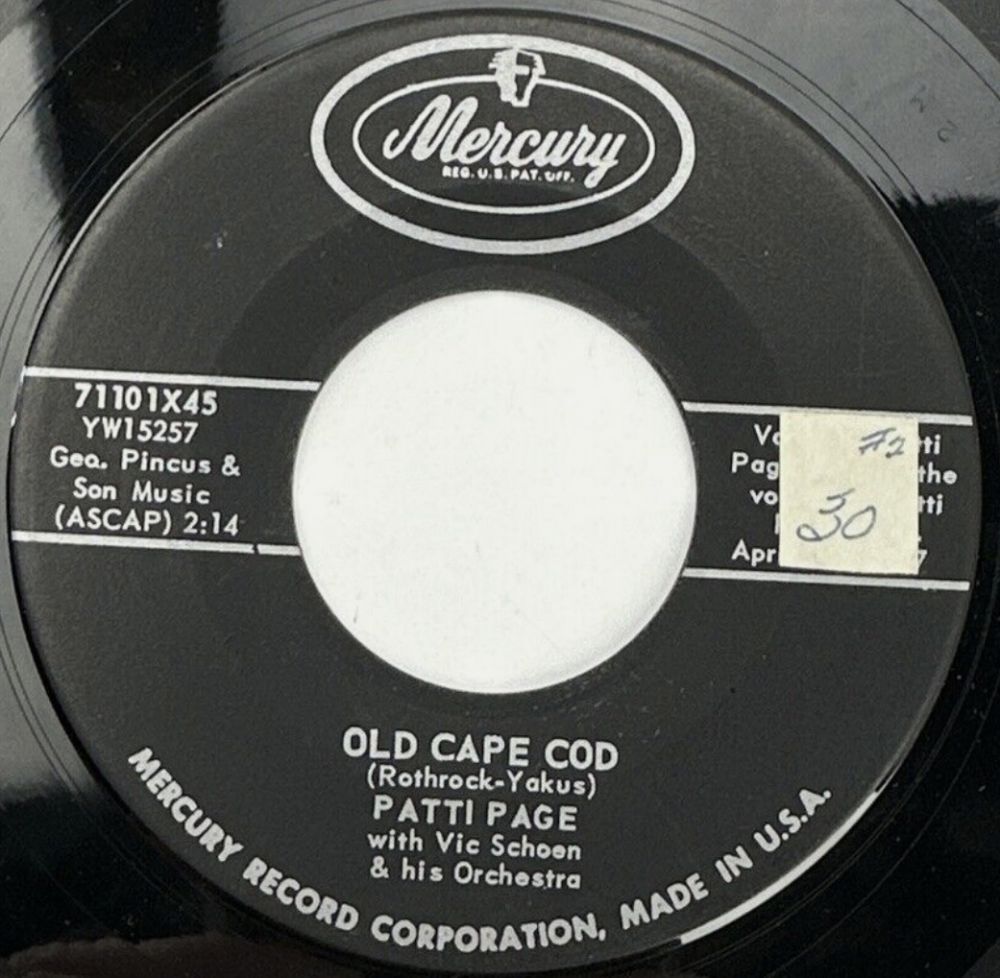 Mercury
REG. U.S. PAT. OFF.
71101X45
YW15257
Geo. Pincus &
Son Music
(ASCAP) 2:14
#2
30
OLD CAPE COD
(Rothrock-Yakus)
PATTI PAGE
with Vic Schoen
& his Orchestra
MERCURY RECORD CORPORATION, MADE IN U.S.A.